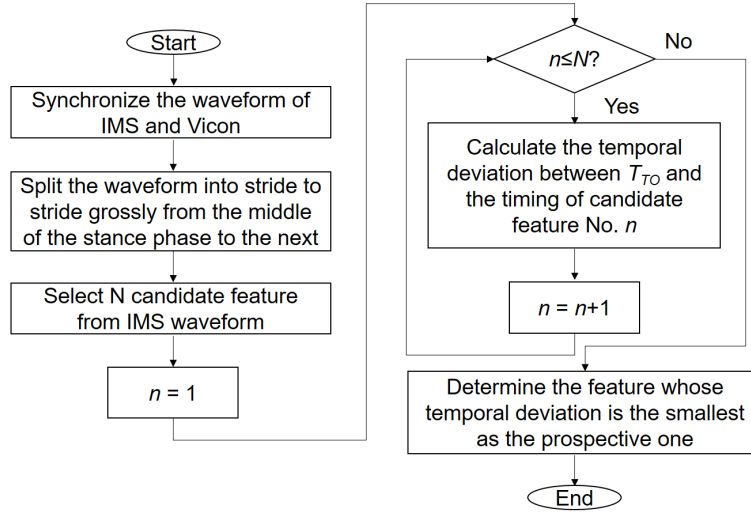 Start
Synchronize the waveform of
IMS and Vicon
Split the waveform into stride to
stride grossly from the middle
of the stance phase to the next
Select N candidate feature
from IMS waveform
n = 1
n≤N?
No
Yes
Calculate the temporal
deviation between T_TO and
the timing of candidate
feature No. n
n = n+1
Determine the feature whose
temporal deviation is the smallest
as the prospective one
End